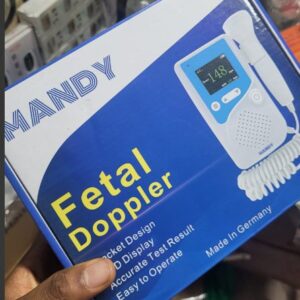 MANDY
148
Fetal
Doppler
ocket Design
D Display
Accurate Test Result
Easy to Operate
Made in Germany